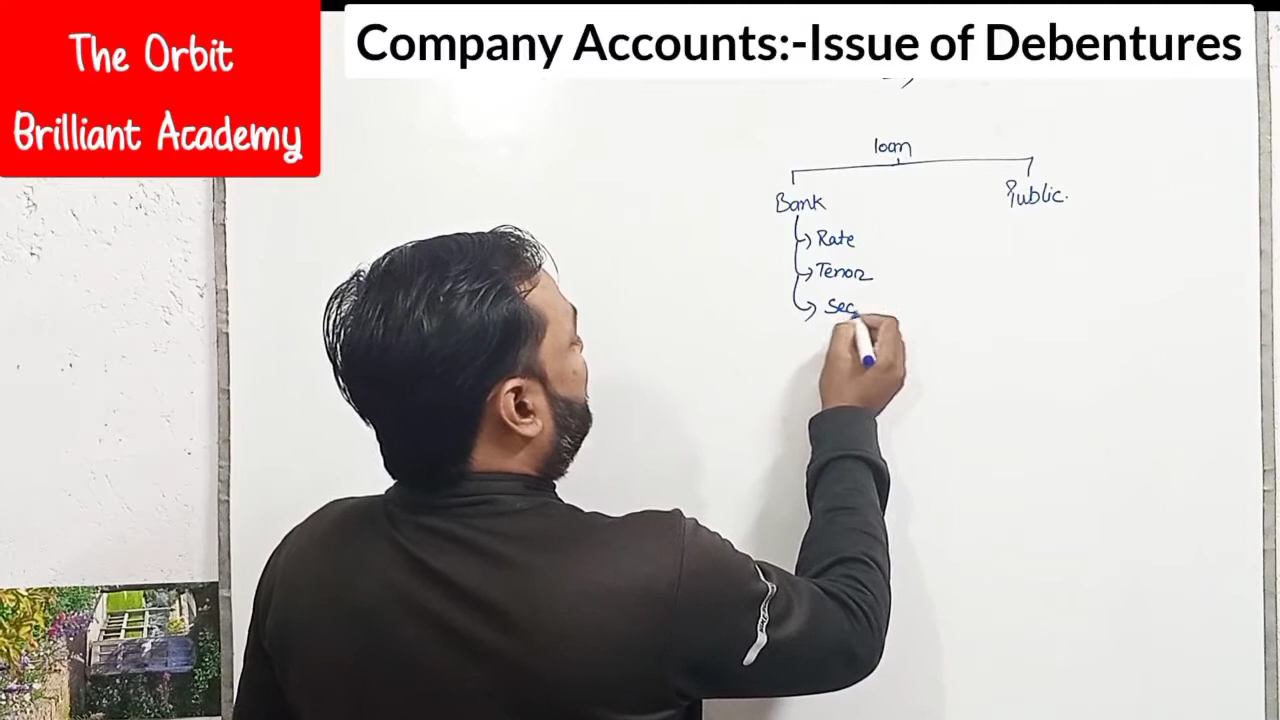 The Orbit
Brilliant Academy
Company Accounts:-Issue of Debentures
loan
Bank
Public.
Rate
Tenor
Sec